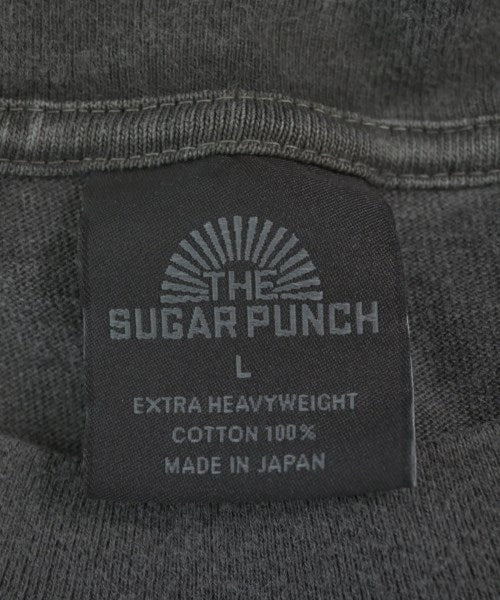 THE
SUGAR PUNCH
L
EXTRA HEAVYWEIGHT
COTTON 100%
MADE IN JAPAN